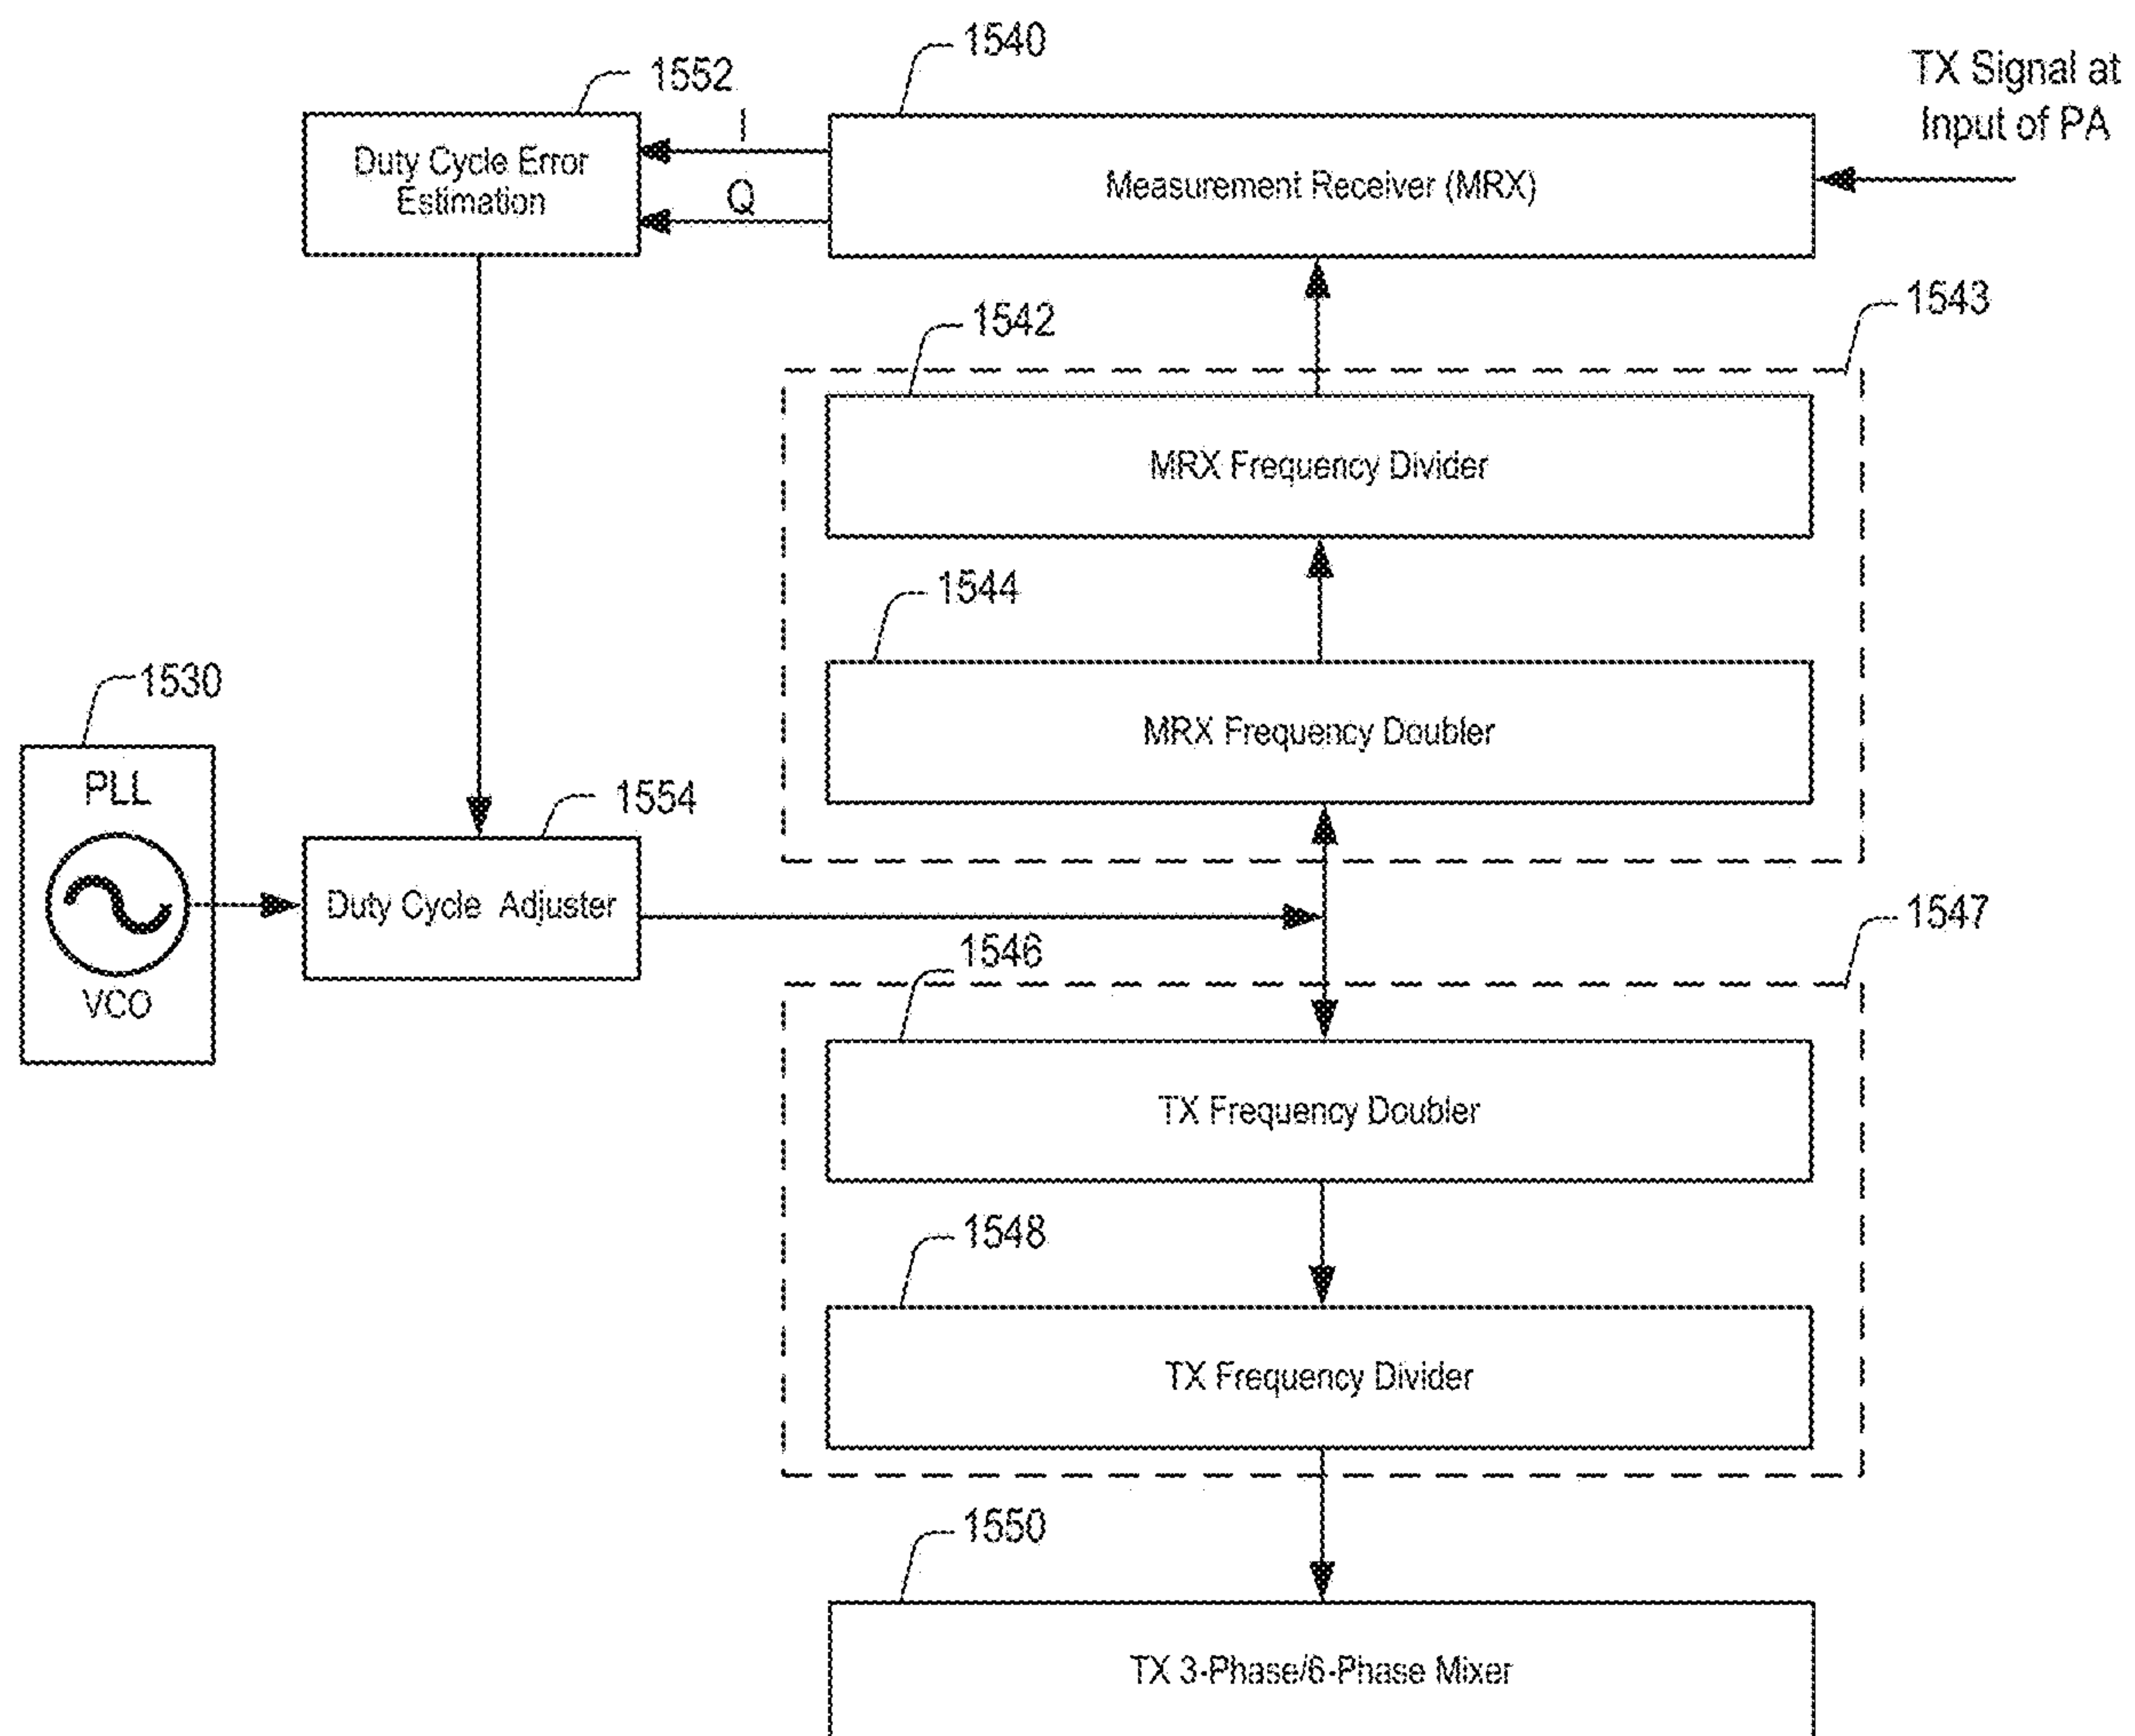 1540
TX Signal at
Input of PA
1552
I
Duty Cycle Error
Estimation
Q
Measurement Receiver (MRX)
1543
1542
MRX Frequency Divider
1544
MRX Frequency Doubler
1530
PLL
VCO
1554
Duty Cycle Adjuster
1547
1546
TX Frequency Doubler
1548
TX Frequency Divider
1550
TX 3-Phase/6-Phase Mixer